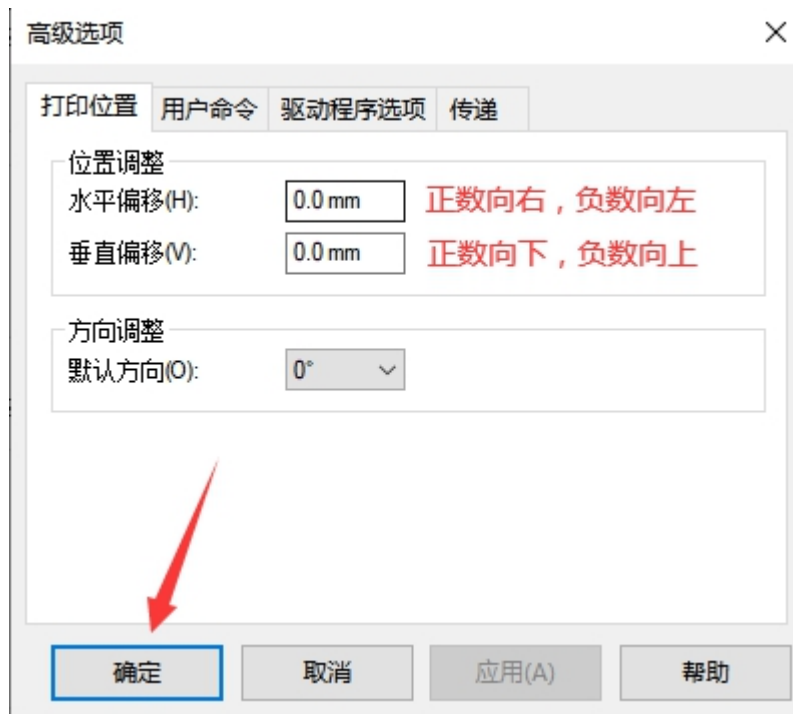 高级选项
打印位置 用户命令 驱动程序选项 传递
位置调整
水平偏移(H): 0.0 mm 正数向右，负数向左
垂直偏移(V): 0.0 mm 正数向下，负数向上
方向调整
默认方向(O): 0°
确定 取消 应用(A) 帮助